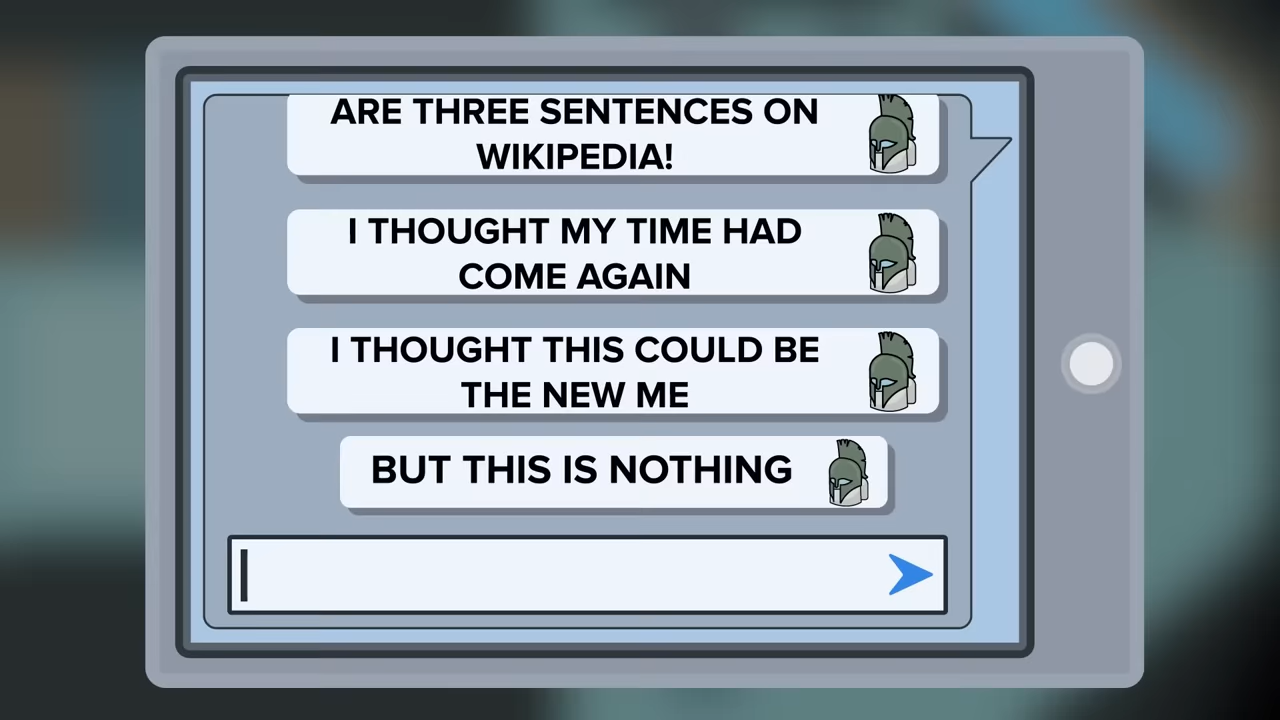 ARE THREE SENTENCES ON
WIKIPEDIA!
I THOUGHT MY TIME HAD
COME AGAIN
I THOUGHT THIS COULD BE
THE NEW ME
BUT THIS IS NOTHING